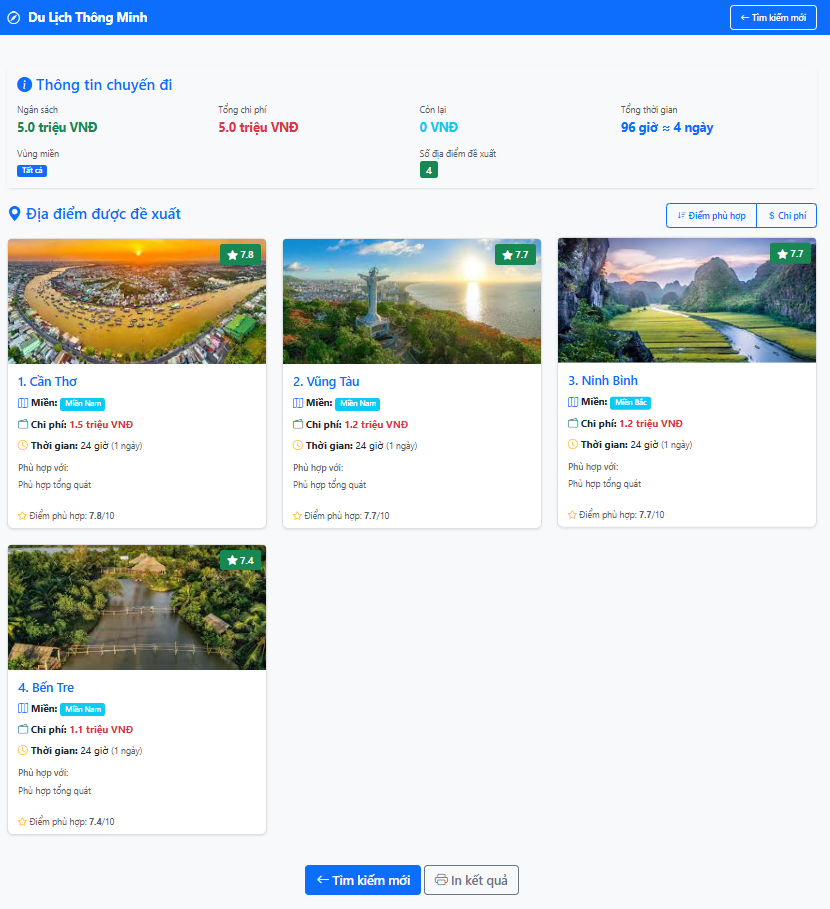 Du Lịch Thông Minh
← Tìm kiếm mới
Thông tin chuyến đi
Ngân sách
Tổng chi phí
Còn lại
Tổng thời gian
5.0 triệu VNĐ
5.0 triệu VNĐ
0 VNĐ
96 giờ ≈ 4 ngày
Vùng miền
Số địa điểm đề xuất
Tất cả
4
Địa điểm được đề xuất
Điểm phù hợp
$ Chi phí
7.8
1. Cần Thơ
Miền: Miền Nam
Chi phí: 1.5 triệu VNĐ
Thời gian: 24 giờ (1 ngày)
Phù hợp với:
Phù hợp tổng quát
Điểm phù hợp: 7.8/10
7.7
2. Vũng Tàu
Miền: Miền Nam
Chi phí: 1.2 triệu VNĐ
Thời gian: 24 giờ (1 ngày)
Phù hợp với:
Phù hợp tổng quát
Điểm phù hợp: 7.7/10
7.7
3. Ninh Bình
Miền: Miền Bắc
Chi phí: 1.2 triệu VNĐ
Thời gian: 24 giờ (1 ngày)
Phù hợp với:
Phù hợp tổng quát
Điểm phù hợp: 7.7/10
7.4
4. Bến Tre
Miền: Miền Nam
Chi phí: 1.1 triệu VNĐ
Thời gian: 24 giờ (1 ngày)
Phù hợp với:
Phù hợp tổng quát
Điểm phù hợp: 7.4/10
← Tìm kiếm mới
In kết quả